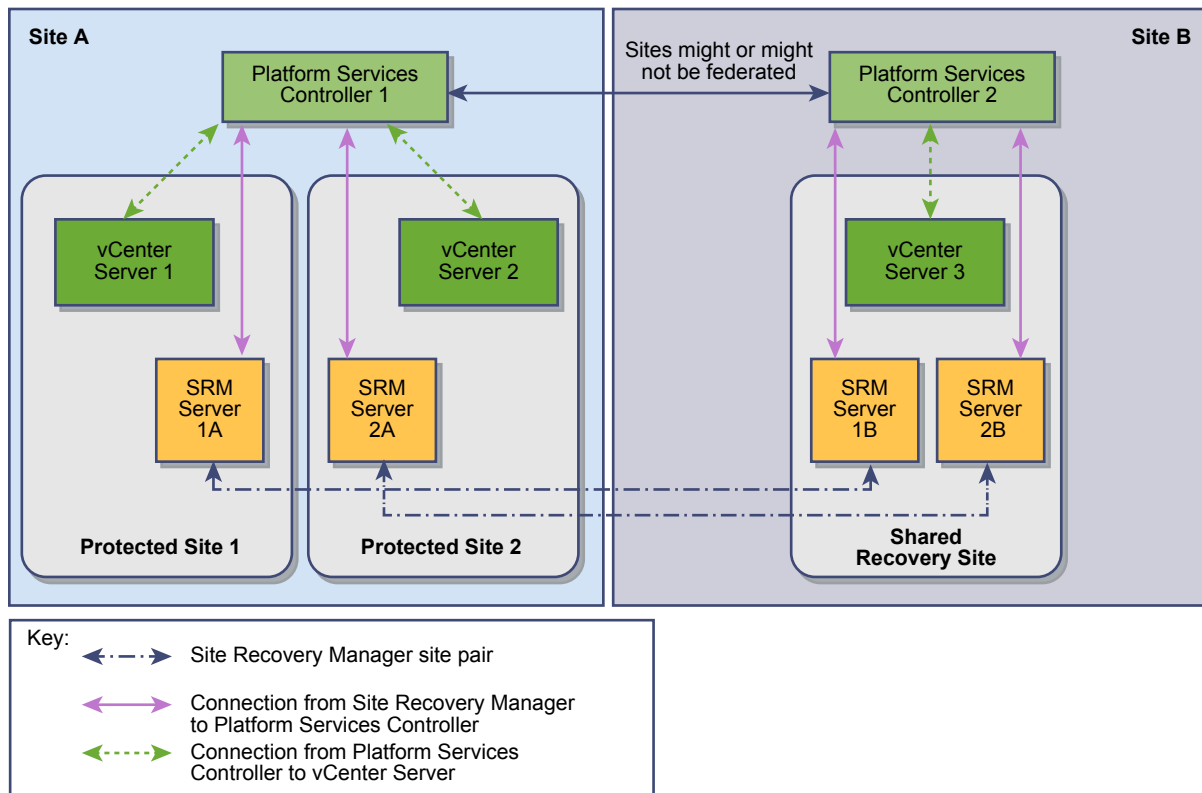 Site A
Site B
Sites might or might
not be federated
Platform Services
Controller 1
Platform Services
Controller 2
vCenter
Server 1
vCenter
Server 2
vCenter
Server 3
SRM
Server
1A
SRM
Server
2A
SRM
Server
1B
SRM
Server
2B
Protected Site 1
Protected Site 2
Shared
Recovery Site
Key:
Site Recovery Manager site pair
Connection from Site Recovery Manager
to Platform Services Controller
Connection from Platform Services
Controller to vCenter Server